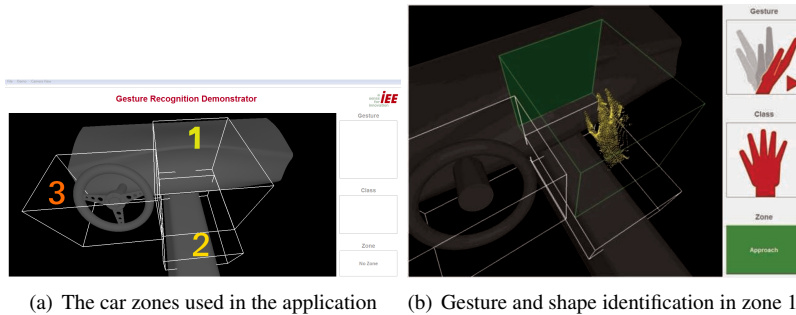 Gesture Recognition Demonstrator
iEE
Gesture
1
3
2
Class
Zone
No Zone
Gesture
Class
Zone
Approach
(a) The car zones used in the application
(b) Gesture and shape identification in zone 1